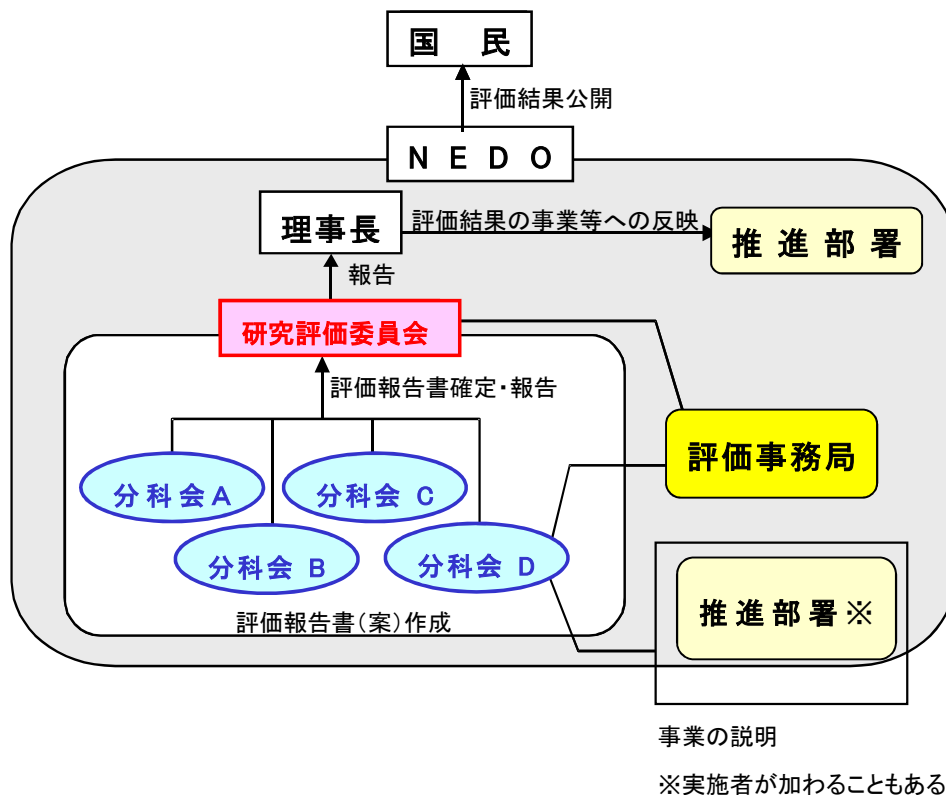 国　民
評価結果公開
ＮＥＤＯ
理事長
評価結果の事業等への反映
推進部署
報告
研究評価委員会
評価報告書確定・報告
評価事務局
分科会A
分科会 C
分科会 B
分科会 D
推進部署※
評価報告書(案)作成
事業の説明
※実施者が加わることもある